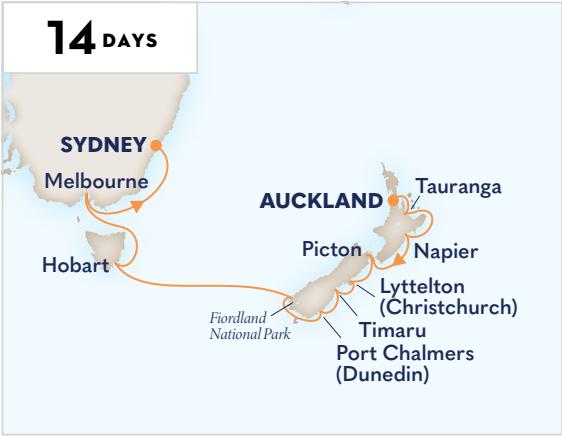 14 DAYS
SYDNEY
Melbourne
Hobart
AUCKLAND
Tauranga
Napier
Picton
Lyttelton
(Christchurch)
Timaru
Port Chalmers
(Dunedin)
Fiordland
National Park